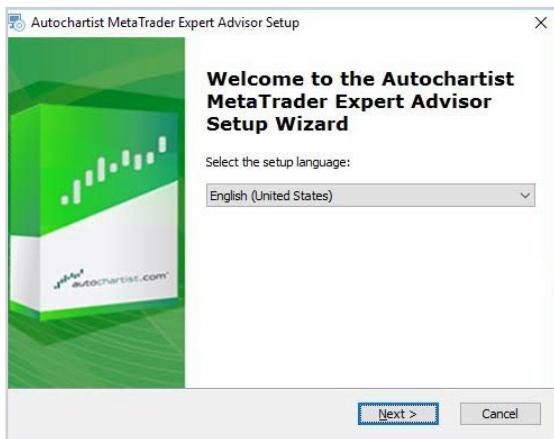 Autochartist MetaTrader Expert Advisor Setup
Welcome to the Autochartist
MetaTrader Expert Advisor
Setup Wizard
Select the setup language:
English (United States)
autochartist.com
Next >
Cancel